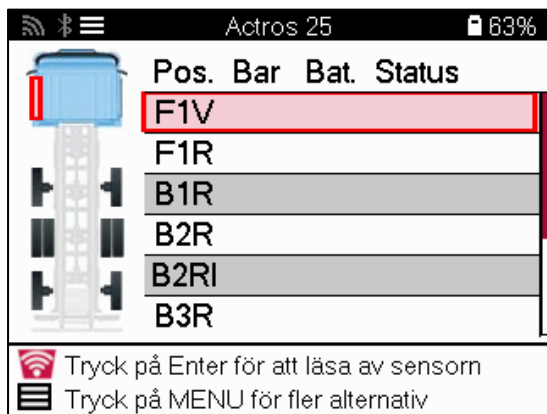 Actros 25 63%
Pos. Bar Bat. Status
F1V
F1R
B1R
B2R
B2RI
B3R
Tryck på Enter för att läsa av sensorn
Tryck på MENU för fler alternativ